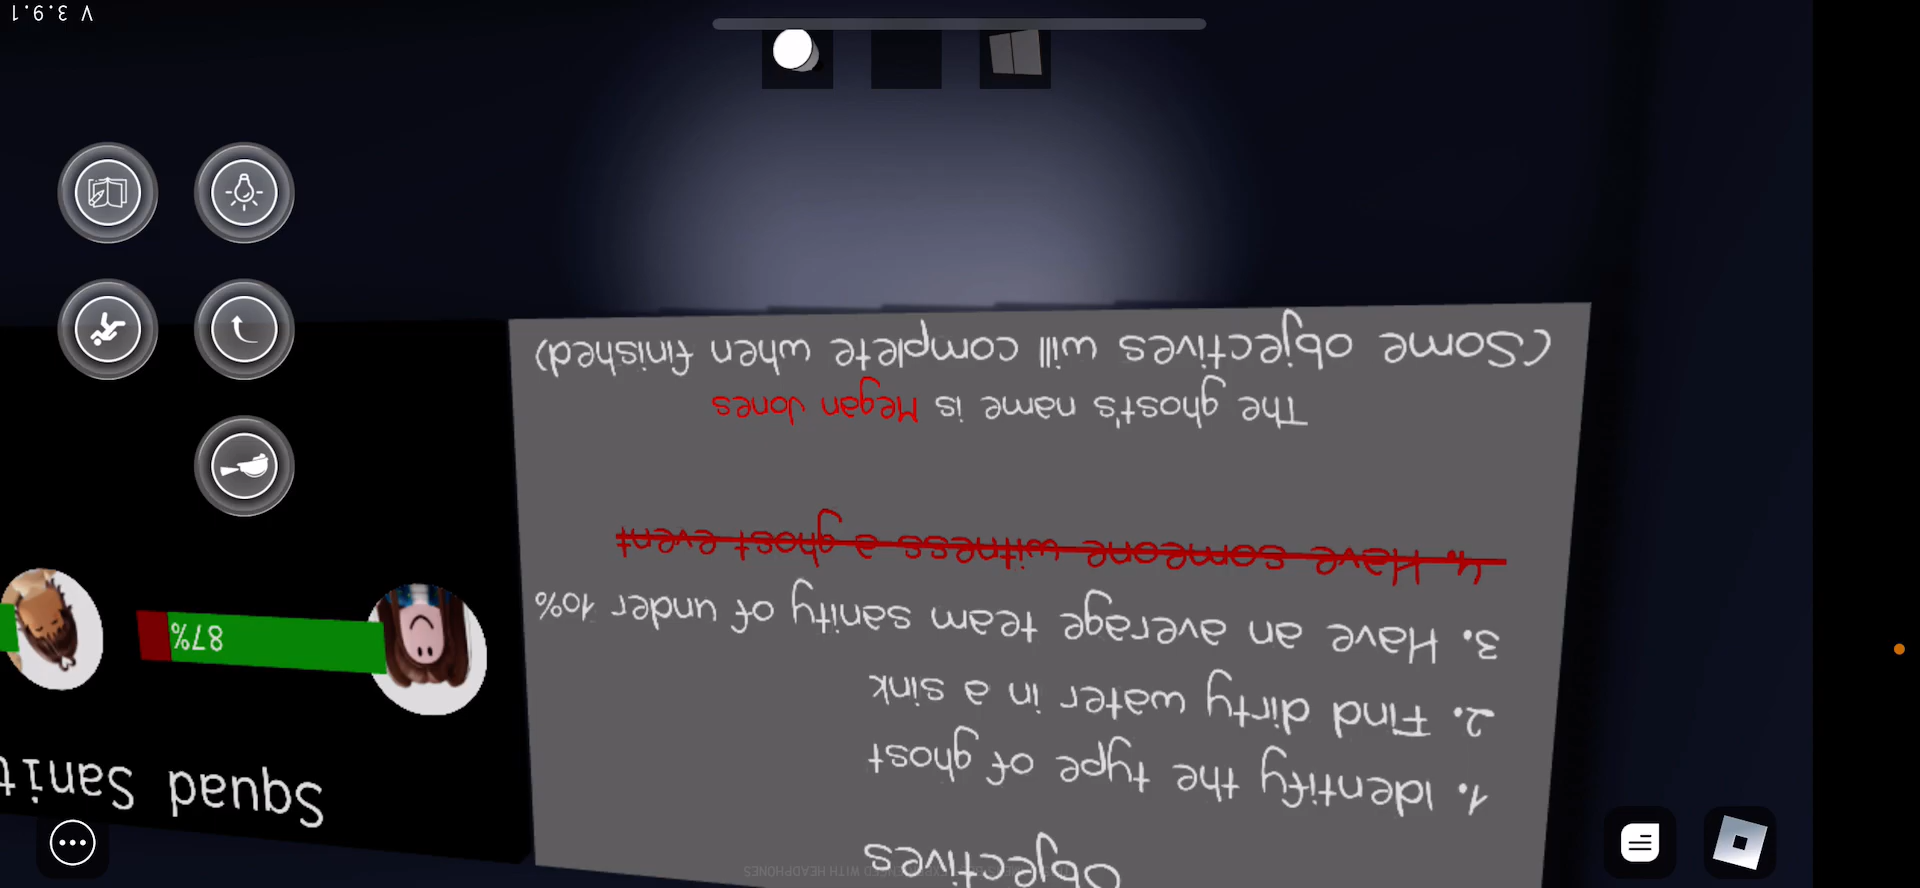 Objectives
1. Identify the type of ghost
2. Find dirty water in a sink
3. Have an average team sanity of under 10%
4. Have someone witness a ghost event
The ghost's name is Megan Jones
(Some objectives will complete when finished)
Squad Sanit
87%
V 3.9.1
WITH HEADPHONES